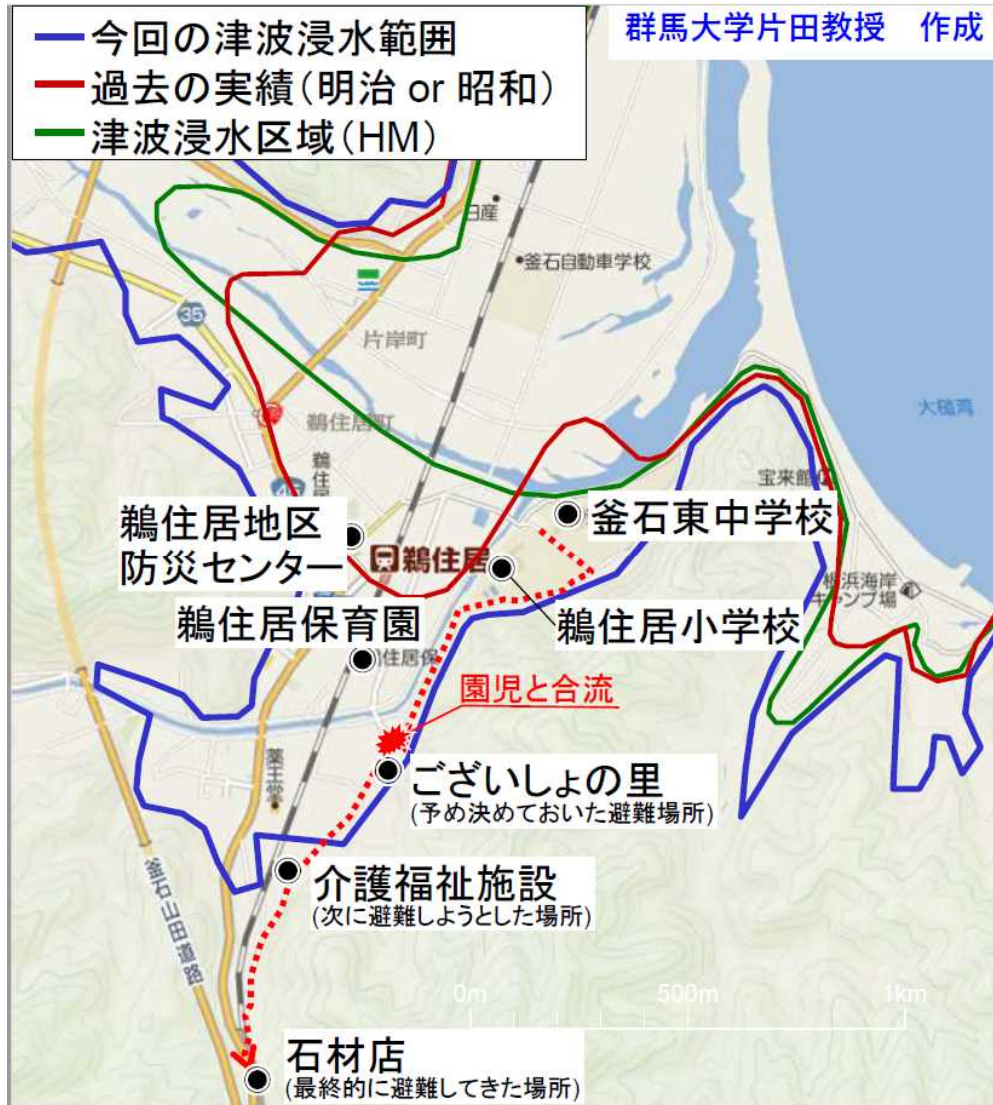 今回の津波浸水範囲
過去の実績(明治 or 昭和)
津波浸水区域(HM)
群馬大学片田教授 作成
日産
釜石自動車学校
35
片岸町
鵜住居町
大槌湾
45
宝来館
釜石東中学校
鵜住居地区
防災センター
鵜住居
根浜海岸
キャンプ場
鵜住居保育園
鵜住居小学校
園児と合流
薬王堂
ございしょの里
(予め決めておいた避難場所)
釜石山田道路
介護福祉施設
(次に避難しようとした場所)
0m 500m 1km
石材店
(最終的に避難してきた場所)